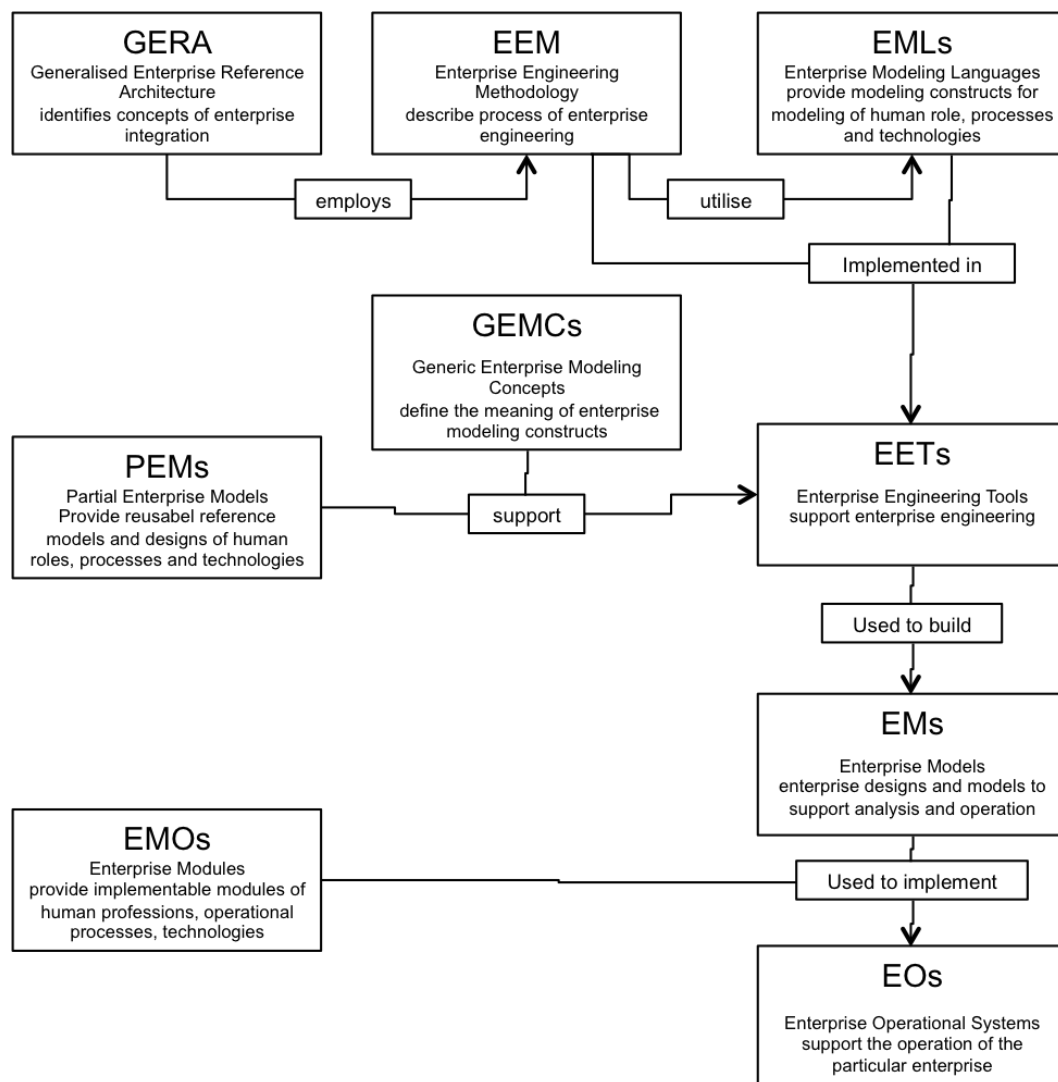 GERA
Generalised Enterprise Reference
Architecture
identifies concepts of enterprise
integration
EEM
Enterprise Engineering
Methodology
describe process of enterprise
engineering
EMLs
Enterprise Modeling Languages
provide modeling constructs for
modeling of human role, processes
and technologies
employs
utilise
Implemented in
GEMCs
Generic Enterprise Modeling
Concepts
define the meaning of enterprise
modeling constructs
PEMs
Partial Enterprise Models
Provide reusabel reference
models and designs of human
roles, processes and technologies
support
EETs
Enterprise Engineering Tools
support enterprise engineering
Used to build
EMs
Enterprise Models
enterprise designs and models to
support analysis and operation
EMOs
Enterprise Modules
provide implementable modules of
human professions, operational
processes, technologies
Used to implement
EOs
Enterprise Operational Systems
support the operation of the
particular enterprise